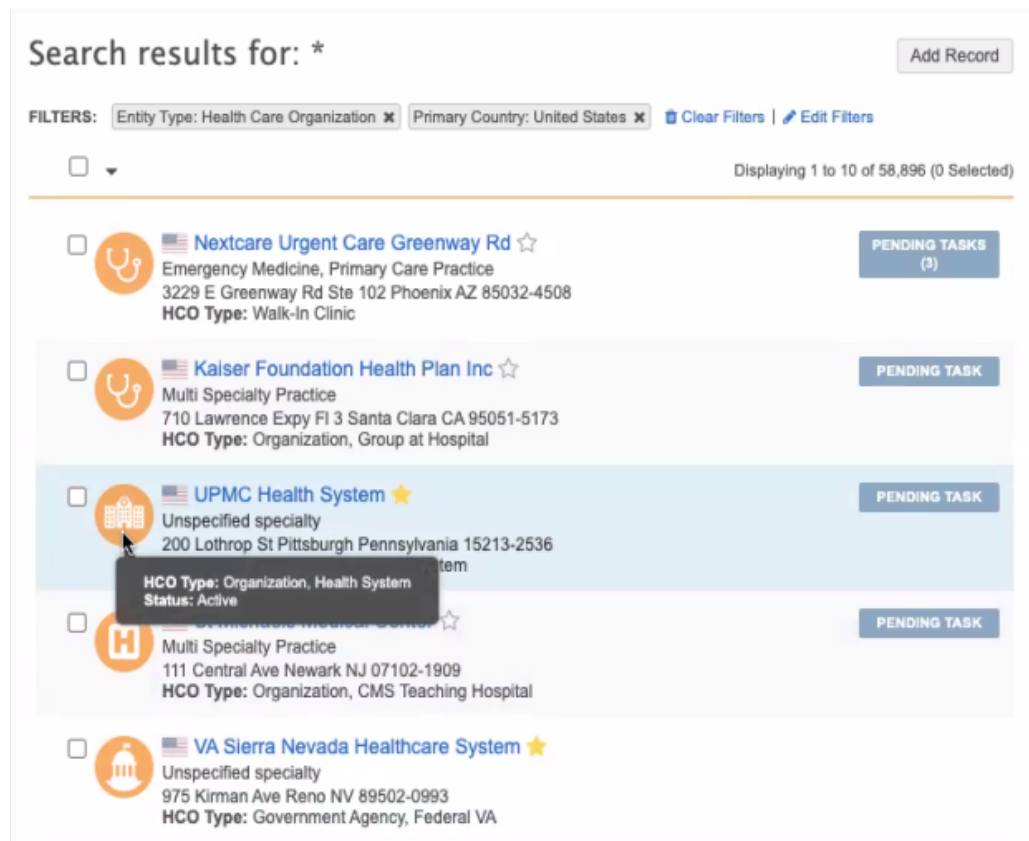 Search results for: *
Add Record
FILTERS: Entity Type: Health Care Organization ✖ Primary Country: United States ✖ Clear Filters | Edit Filters
Displaying 1 to 10 of 58,896 (0 Selected)
Nextcare Urgent Care Greenway Rd
PENDING TASKS
(3)
Emergency Medicine, Primary Care Practice
3229 E Greenway Rd Ste 102 Phoenix AZ 85032-4508
HCO Type: Walk-In Clinic
Kaiser Foundation Health Plan Inc
PENDING TASK
Multi Specialty Practice
710 Lawrence Expy Fl 3 Santa Clara CA 95051-5173
HCO Type: Organization, Group at Hospital
UPMC Health System
PENDING TASK
Unspecified specialty
200 Lothrop St Pittsburgh Pennsylvania 15213-2536
HCO Type: Organization, Health System
Status: Active
PENDING TASK
H
Multi Specialty Practice
111 Central Ave Newark NJ 07102-1909
HCO Type: Organization, CMS Teaching Hospital
VA Sierra Nevada Healthcare System
Unspecified specialty
975 Kirman Ave Reno NV 89502-0993
HCO Type: Government Agency, Federal VA